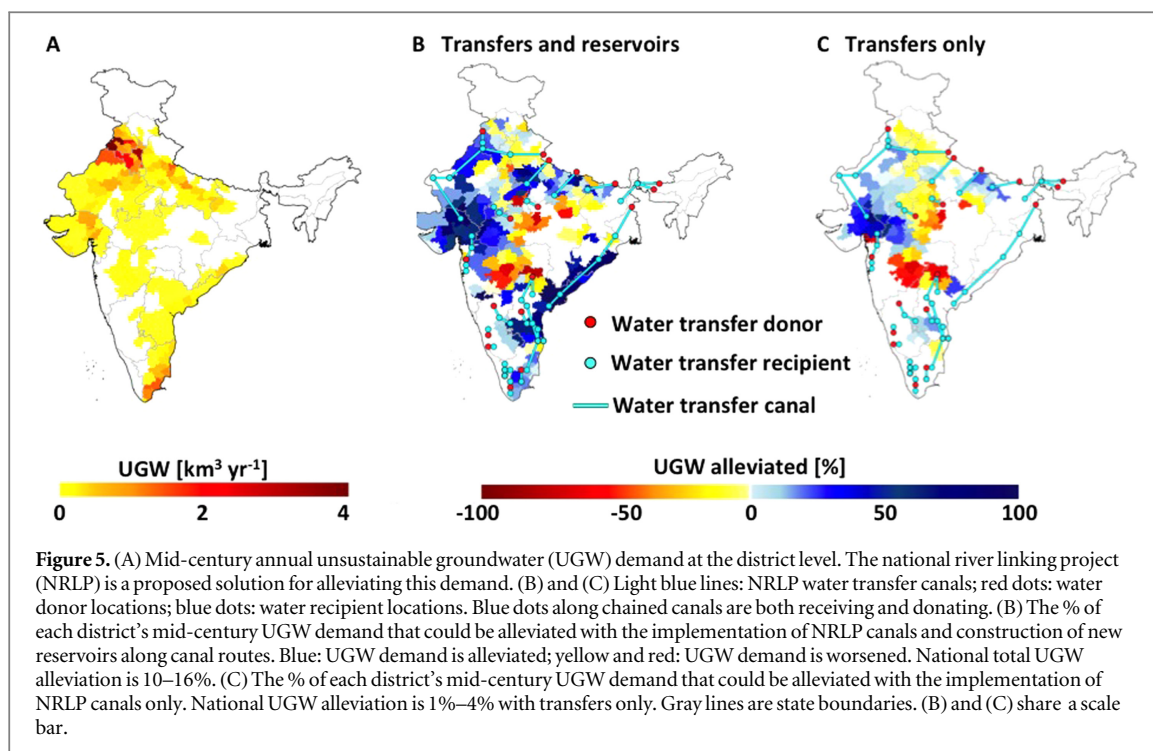 A
B Transfers and reservoirs
C Transfers only
Water transfer donor
Water transfer recipient
Water transfer canal
UGW [km³ yr⁻¹]
0 2 4
UGW alleviated [%]
-100 -50 0 50 100
Figure 5. (A) Mid-century annual unsustainable groundwater (UGW) demand at the district level. The national river linking project
(NRLP) is a proposed solution for alleviating this demand. (B) and (C) Light blue lines: NRLP water transfer canals; red dots: water
donor locations; blue dots: water recipient locations. Blue dots along chained canals are both receiving and donating. (B) The % of
each district's mid-century UGW demand that could be alleviated with the implementation of NRLP canals and construction of new
reservoirs along canal routes. Blue: UGW demand is alleviated; yellow and red: UGW demand is worsened. National total UGW
alleviation is 10–16%. (C) The % of each district's mid-century UGW demand that could be alleviated with the implementation of
NRLP canals only. National UGW alleviation is 1%–4% with transfers only. Gray lines are state boundaries. (B) and (C) share a scale
bar.